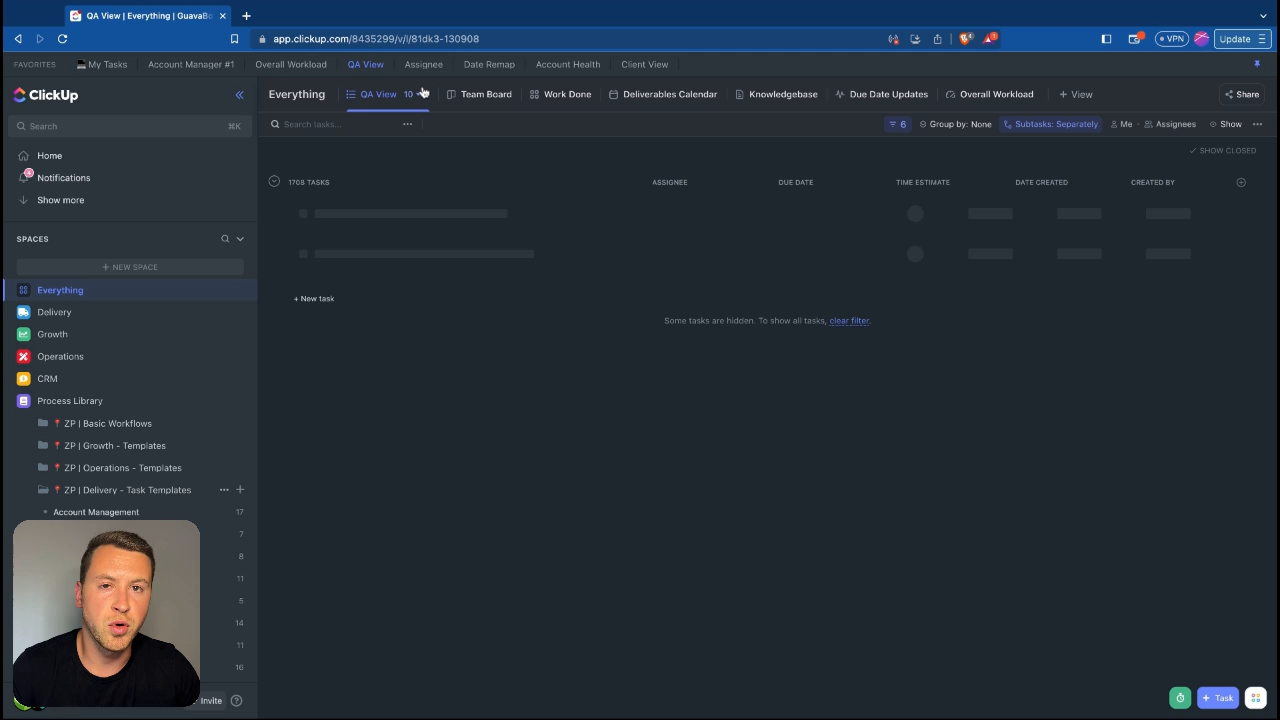 QA View | Everything | GuavaBo
app.clickup.com/8435299/v/l/81dk3-130908
VPN
Update
FAVORITES
My Tasks
Account Manager #1
Overall Workload
QA View
Assignee
Date Remap
Account Health
Client View
ClickUp
Everything
QA View 10
Team Board
Work Done
Deliverables Calendar
Knowledgebase
Due Date Updates
Overall Workload
+ View
Share
Search
⌘K
Search tasks...
6
Group by: None
Subtasks: Separately
Me
Assignees
Show
Home
4
Notifications
Show more
SHOW CLOSED
1708 TASKS
ASSIGNEE
DUE DATE
TIME ESTIMATE
DATE CREATED
CREATED BY
SPACES
+ NEW SPACE
+ New task
Some tasks are hidden. To show all tasks, clear filter.
Everything
Delivery
Growth
Operations
CRM
Process Library
ZP | Basic Workflows
ZP | Growth - Templates
ZP | Operations - Templates
ZP | Delivery - Task Templates
Account Management 17
7
8
11
5
14
11
16
Invite
+ Task